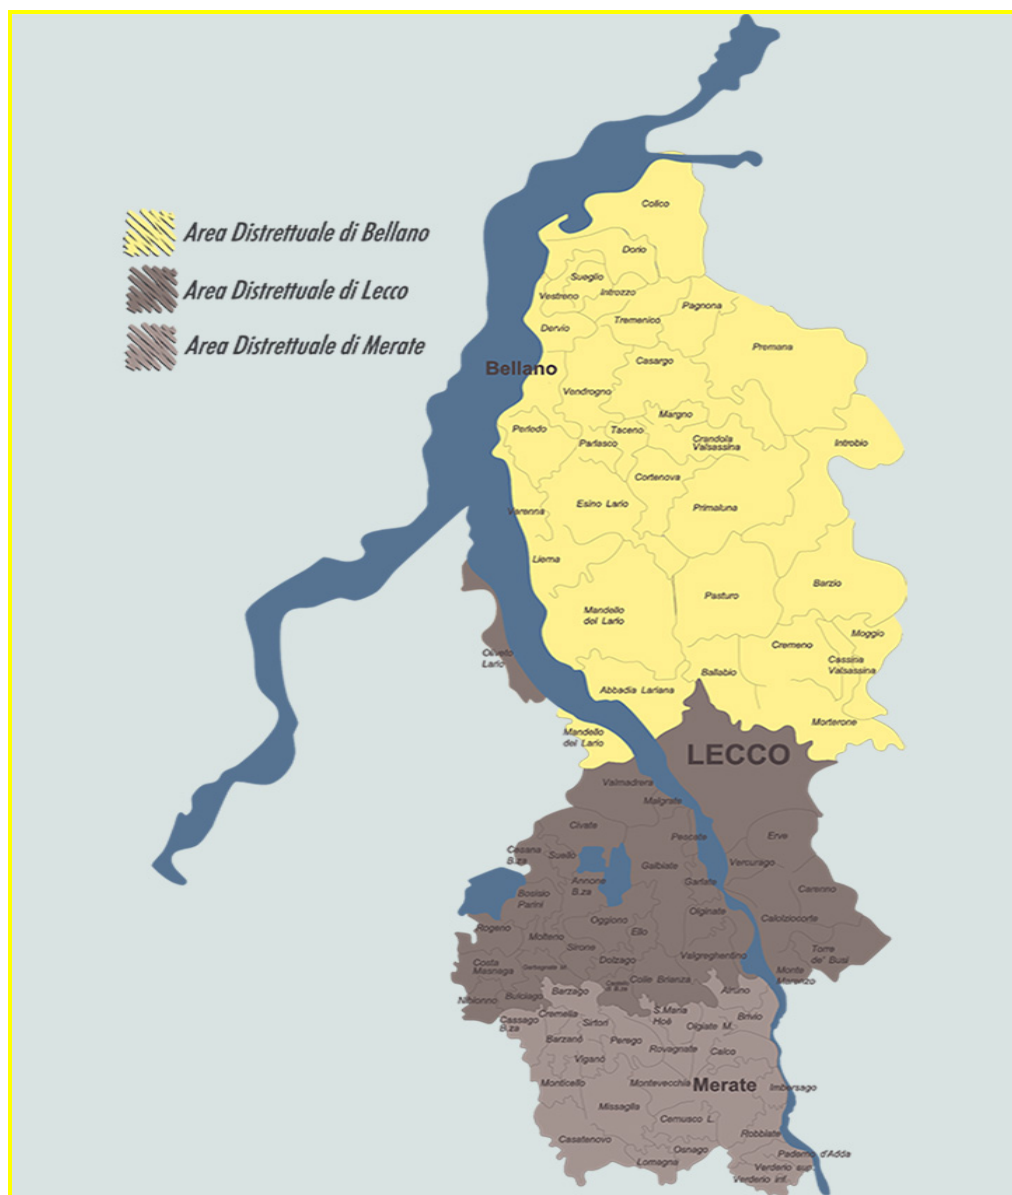 Area Distrettuale di Bellano
Area Distrettuale di Lecco
Area Distrettuale di Merate
Colico
Dorio
Sueglio
Introzzo
Vestreno
Pagnona
Tremenico
Dervio
Premana
Casargo
Bellano
Vendrogno
Margno
Perledo
Taceno
Parlasco
Crandola
Valsassina
Introbio
Cortenova
Esino Lario
Primaluna
Varenna
Lierna
Barzio
Pasturo
Mandello
del Lario
Moggio
Cremeno
Cassina
Valsassina
Oliveto
Lario
Ballabio
Abbadia Lariana
Morterone
Mandello
del Lario
LECCO
Valmadrera
Malgrate
Civate
Pescate
Erve
Cesana
B.za
Suello
Galbiate
Vercurago
Annone
B.za
Garlate
Carenno
Bosisio
Parini
Olginate
Calolziocorte
Oggiono
Rogeno
Ello
Molteno
Sirone
Torre
de' Busi
Valgreghentino
Dolzago
Costa
Masnaga
Monte
Marenzo
Colle Brianza
Barzago
Airuno
Nibionno
Bulciago
Cremella
S.Maria
Hoè
Brivio
Cassago
B.za
Sirtori
Olgiate M.
Barzanò
Perego
Rovagnate
Calco
Viganò
Monticello
Montevecchia
Merate
Imbersago
Missaglia
Cernusco L.
Robbiate
Casatenovo
Osnago
Paderno d'Adda
Lomagna
Verderio sup.
Verderio inf.